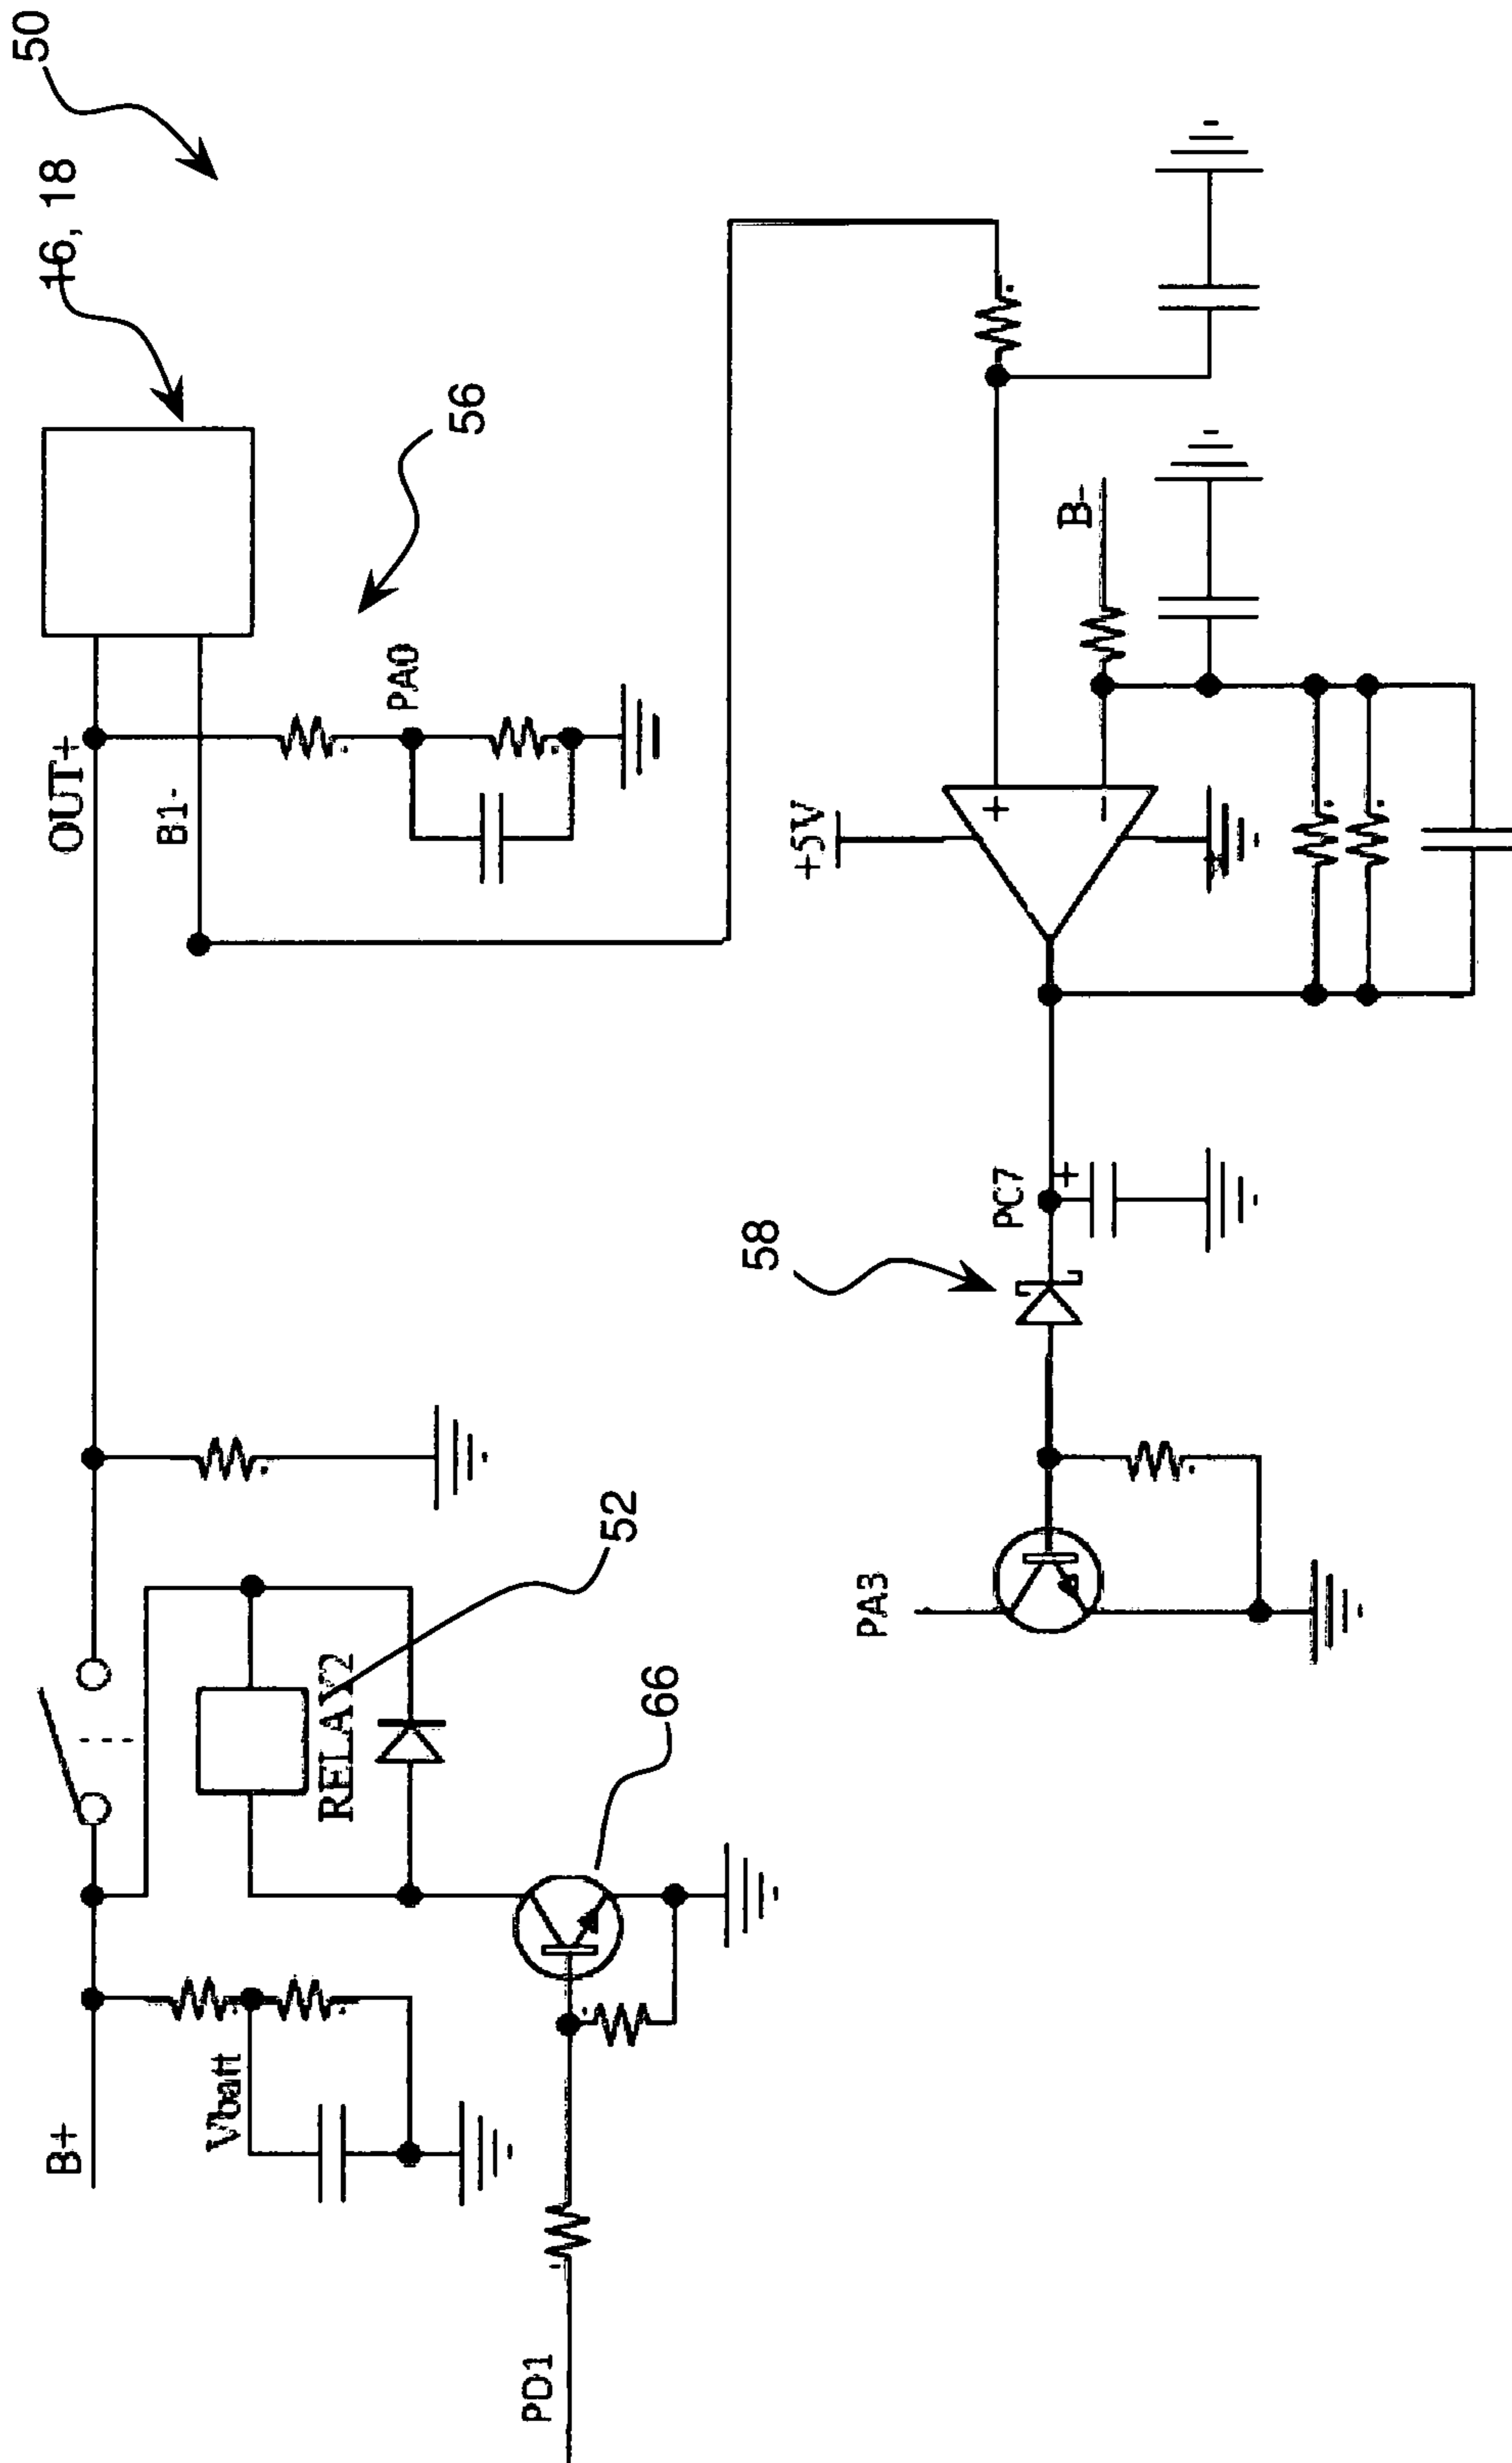 50
16, 18
B+
OUT+
B1-
56
Vbatt
PA0
RELAY2
52
66
PD1
+5V
+
-
B-
58
PC7
+
PA3